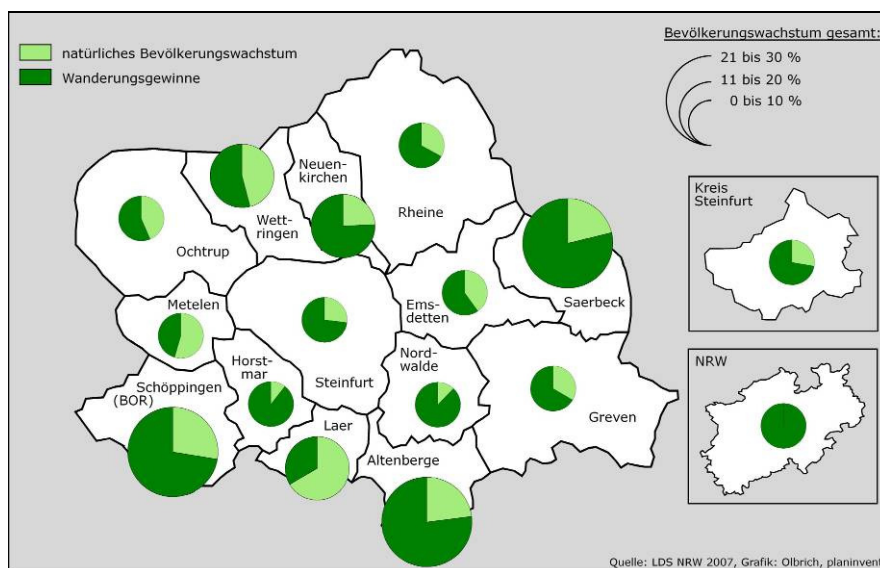 natürliches Bevölkerungswachstum
Wanderungsgewinne
Bevölkerungswachstum gesamt:
21 bis 30 %
11 bis 20 %
0 bis 10 %
Neuen-
kirchen
Rheine
Wett-
ringen
Ochtrup
Saerbeck
Ems-
detten
Metelen
Steinfurt
Nord-
walde
Horst-
mar
Schöppingen
(BOR)
Greven
Laer
Altenberge
Kreis
Steinfurt
NRW
Quelle: LDS NRW 2007, Grafik: Olbrich, planinvent